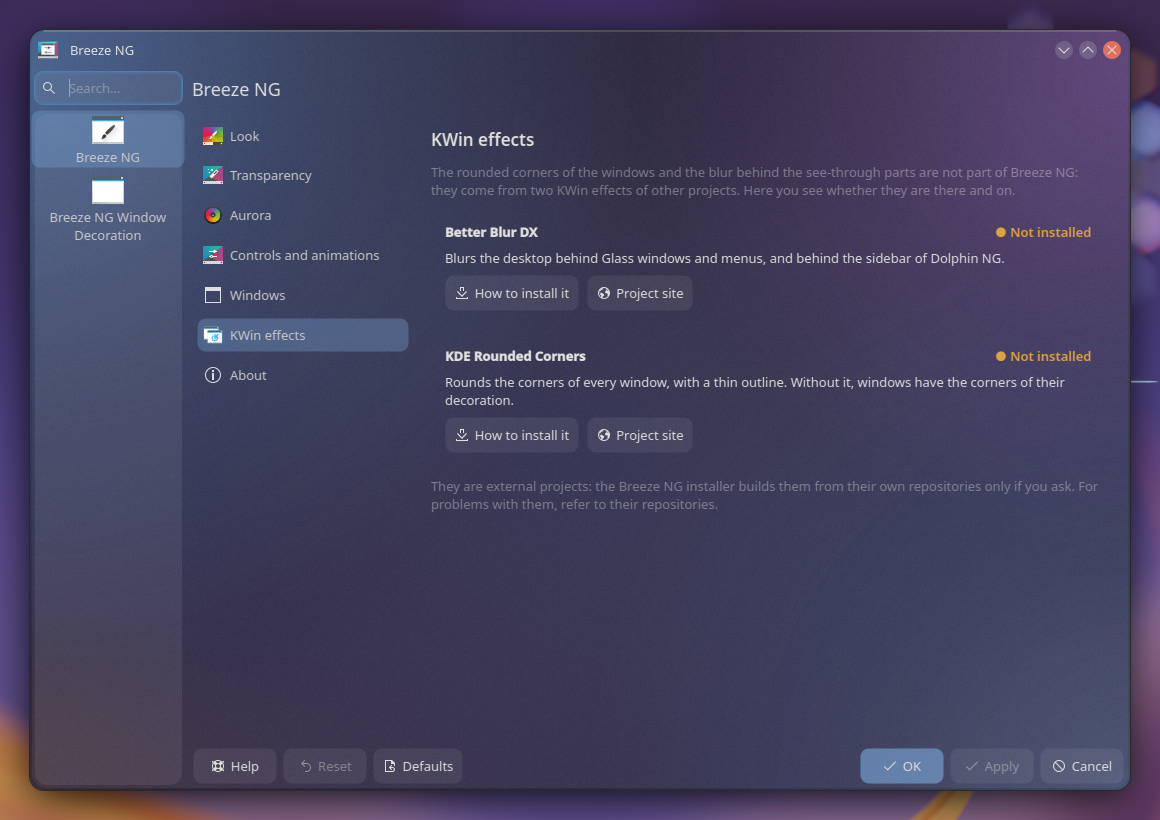 Breeze NG
Search...
Breeze NG
Breeze NG
Breeze NG Window
Decoration
Look
Transparency
Aurora
Controls and animations
Windows
KWin effects
About
KWin effects
The rounded corners of the windows and the blur behind the see-through parts are not part of Breeze NG:
they come from two KWin effects of other projects. Here you see whether they are there and on.
Better Blur DX
Not installed
Blurs the desktop behind Glass windows and menus, and behind the sidebar of Dolphin NG.
How to install it
Project site
KDE Rounded Corners
Not installed
Rounds the corners of every window, with a thin outline. Without it, windows have the corners of their
decoration.
How to install it
Project site
They are external projects: the Breeze NG installer builds them from their own repositories only if you ask. For
problems with them, refer to their repositories.
Help
Reset
Defaults
OK
Apply
Cancel